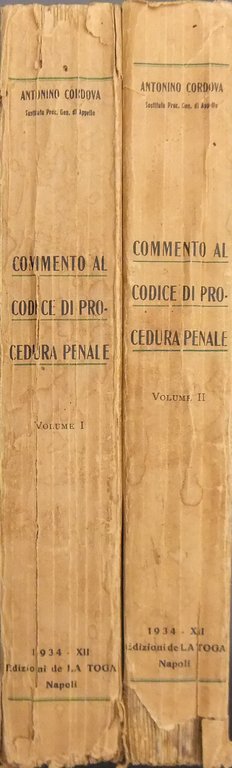 ANTONINO CORDOVA
Sostituto Proc. Gen. di Appello
COMMENTO AL
CODICE DI PRO-
CEDURA PENALE
VOLUME I
1934 - XII
Edizioni de LA TOGA
Napoli
ANTONINO CORDOVA
Sostituto Proc. Gen. di Appello
COMMENTO AL
CODICE DI PRO-
CEDURA PENALE
VOLUME II
1934 - XII
Edizioni de LA TOGA
Napoli